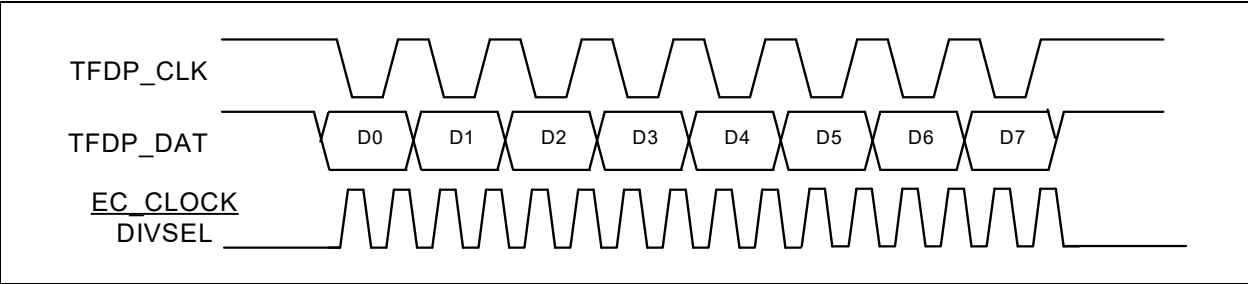 TFDP_CLK
TFDP_DAT
D0 D1 D2 D3 D4 D5 D6 D7
EC_CLOCK
DIVSEL